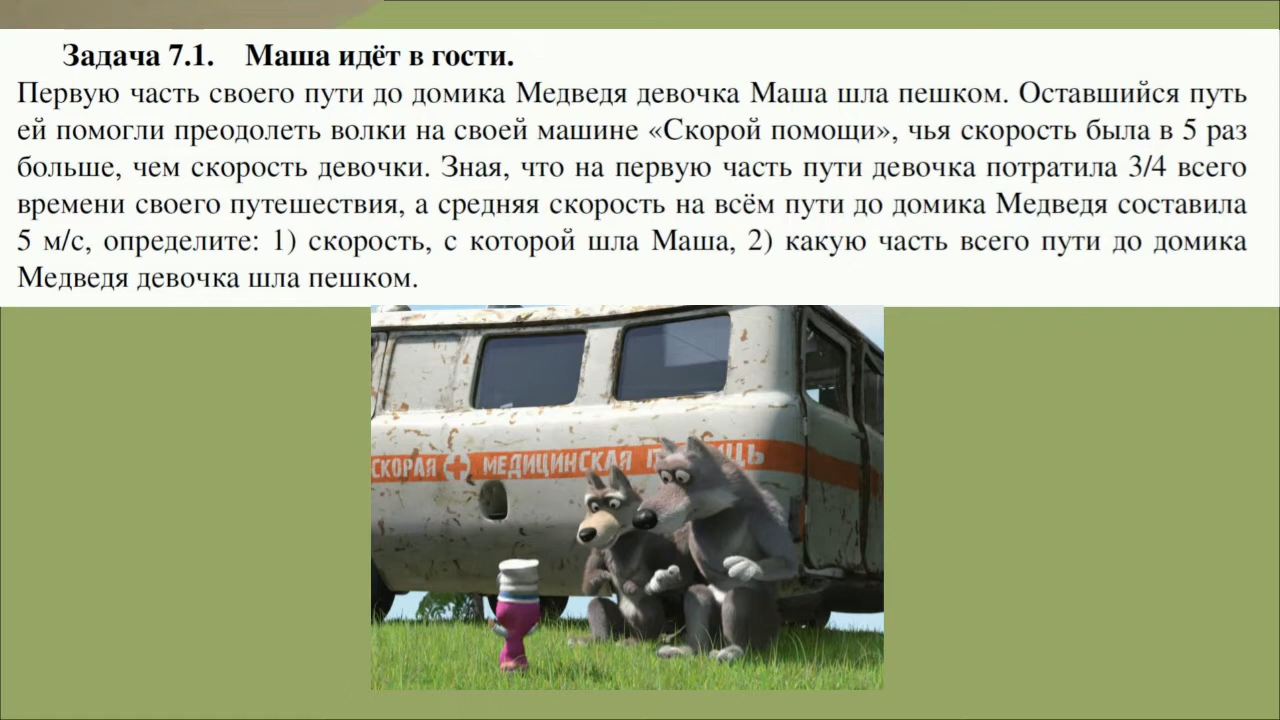 Задача 7.1. Маша идёт в гости.
Первую часть своего пути до домика Медведя девочка Маша шла пешком. Оставшийся путь
ей помогли преодолеть волки на своей машине «Скорой помощи», чья скорость была в 5 раз
больше, чем скорость девочки. Зная, что на первую часть пути девочка потратила 3/4 всего
времени своего путешествия, а средняя скорость на всём пути до домика Медведя составила
5 м/с, определите: 1) скорость, с которой шла Маша, 2) какую часть всего пути до домика
Медведя девочка шла пешком.
СКОРАЯ МЕДИЦИНСКАЯ